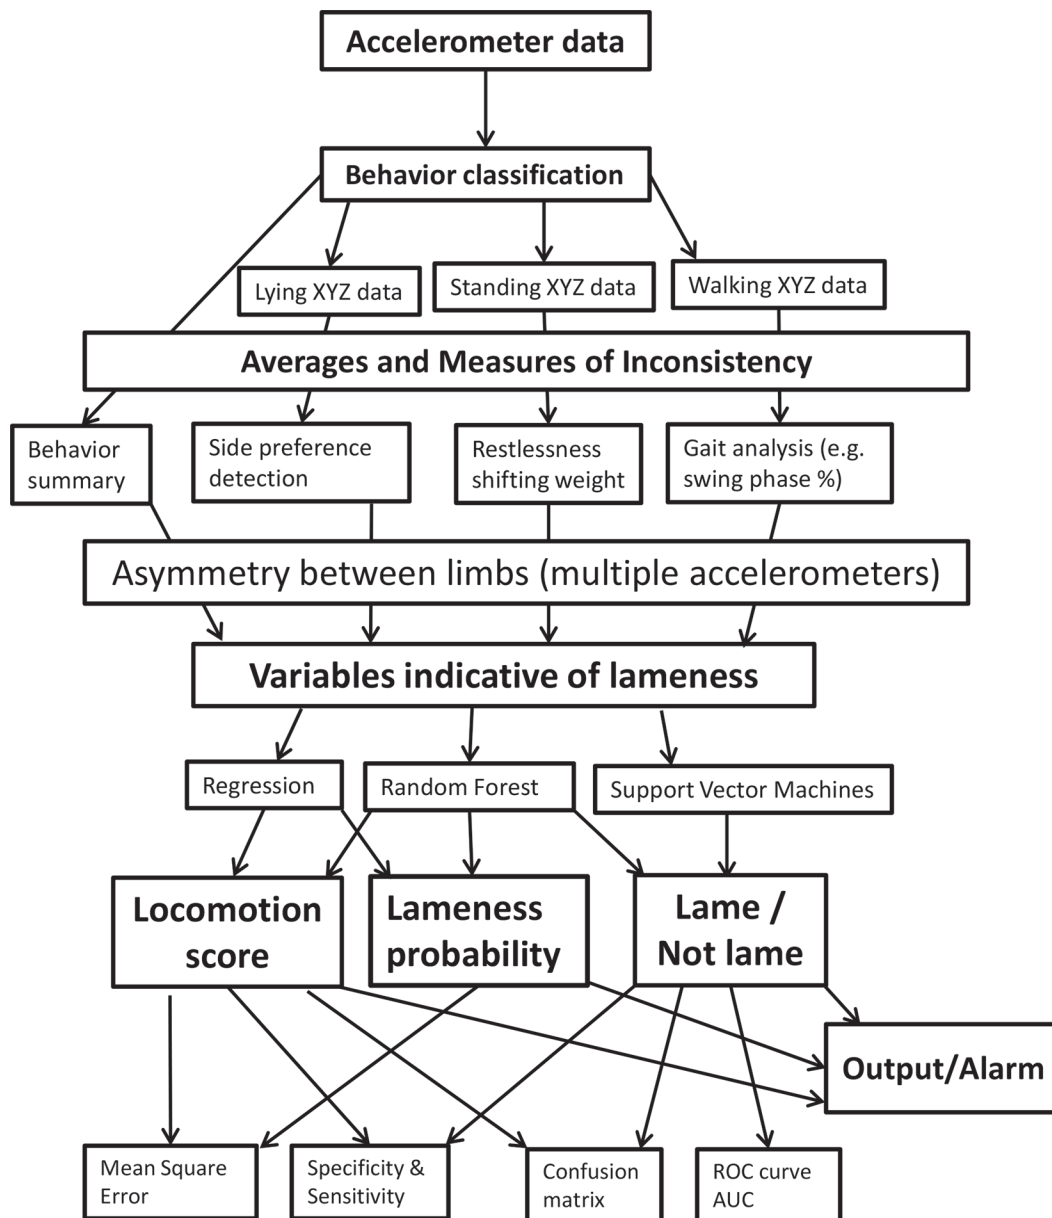 Accelerometer data
Behavior classification
Lying XYZ data
Standing XYZ data
Walking XYZ data
Averages and Measures of Inconsistency
Behavior
summary
Side preference
detection
Restlessness
shifting weight
Gait analysis (e.g.
swing phase %)
Asymmetry between limbs (multiple accelerometers)
Variables indicative of lameness
Regression
Random Forest
Support Vector Machines
Locomotion
score
Lameness
probability
Lame /
Not lame
Output/Alarm
Mean Square
Error
Specificity &
Sensitivity
Confusion
matrix
ROC curve
AUC